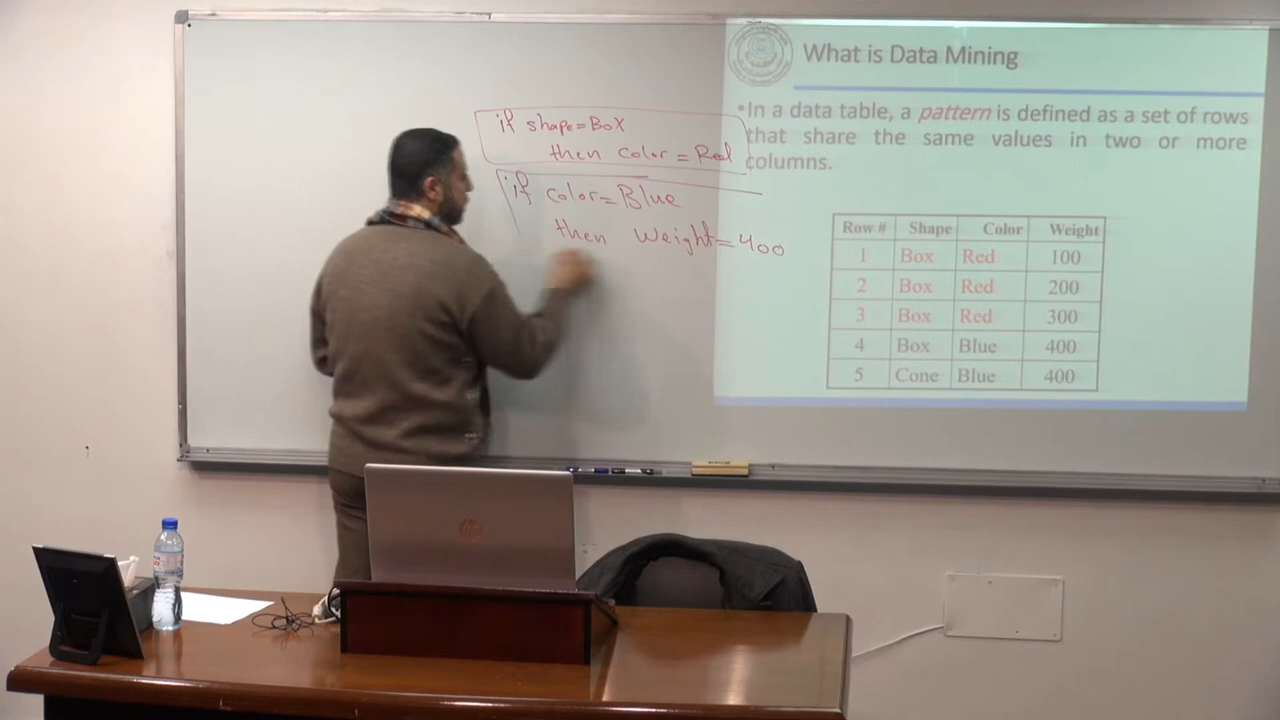 if shape=Box
then color=Red
if color=Blue
then weight=400
What is Data Mining
•In a data table, a pattern is defined as a set of rows
that share the same values in two or more
columns.
Row # Shape Color Weight
1 Box Red 100
2 Box Red 200
3 Box Red 300
4 Box Blue 400
5 Cone Blue 400